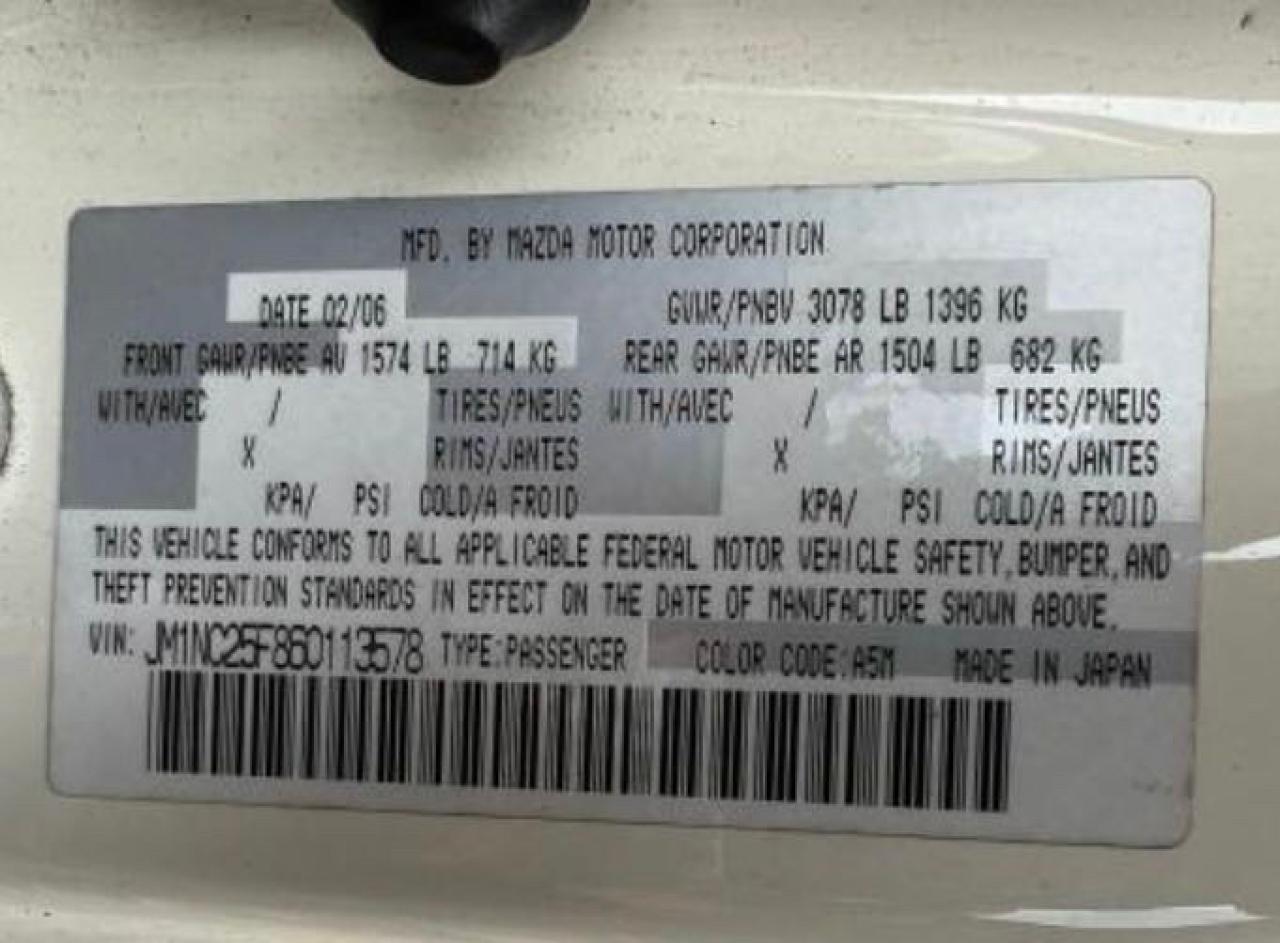 MFD. BY MAZDA MOTOR CORPORATION
DATE 02/06 GVWR/PNBV 3078 LB 1396 KG
FRONT GAWR/PNBE AV 1574 LB 714 KG REAR GAWR/PNBE AR 1504 LB 682 KG
WITH/AVEC / TIRES/PNEUS WITH/AVEC / TIRES/PNEUS
X RIMS/JANTES X RIMS/JANTES
KPA/ PSI COLD/A FROID KPA/ PSI COLD/A FROID
THIS VEHICLE CONFORMS TO ALL APPLICABLE FEDERAL MOTOR VEHICLE SAFETY, BUMPER, AND
THEFT PREVENTION STANDARDS IN EFFECT ON THE DATE OF MANUFACTURE SHOWN ABOVE.
VIN: JM1NC25F860113578 TYPE:PASSENGER COLOR CODE:A5M MADE IN JAPAN